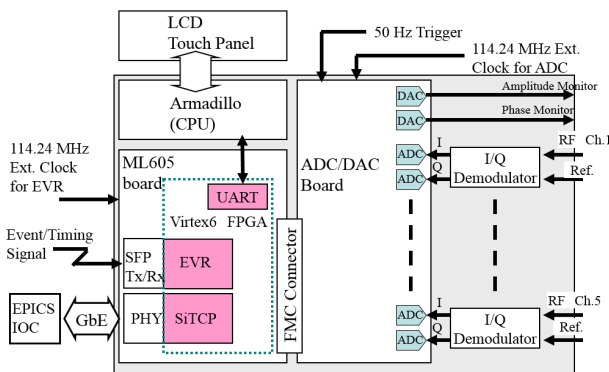 LCD
Touch Panel
50 Hz Trigger
114.24 MHz Ext.
Clock for ADC
Armadillo
(CPU)
DAC
Amplitude Monitor
DAC
Phase Monitor
114.24 MHz
Ext. Clock
for EVR
ML605
board
ADC/DAC
Board
ADC
I
I/Q
Demodulator
RF Ch.1
ADC
Q
Ref.
UART
Virtex6 FPGA
Event/Timing
Signal
SFP
Tx/Rx
EVR
FMC Connector
EPICS
IOC
GbE
PHY
SiTCP
ADC
I
I/Q
Demodulator
RF Ch.5
ADC
Q
Ref.